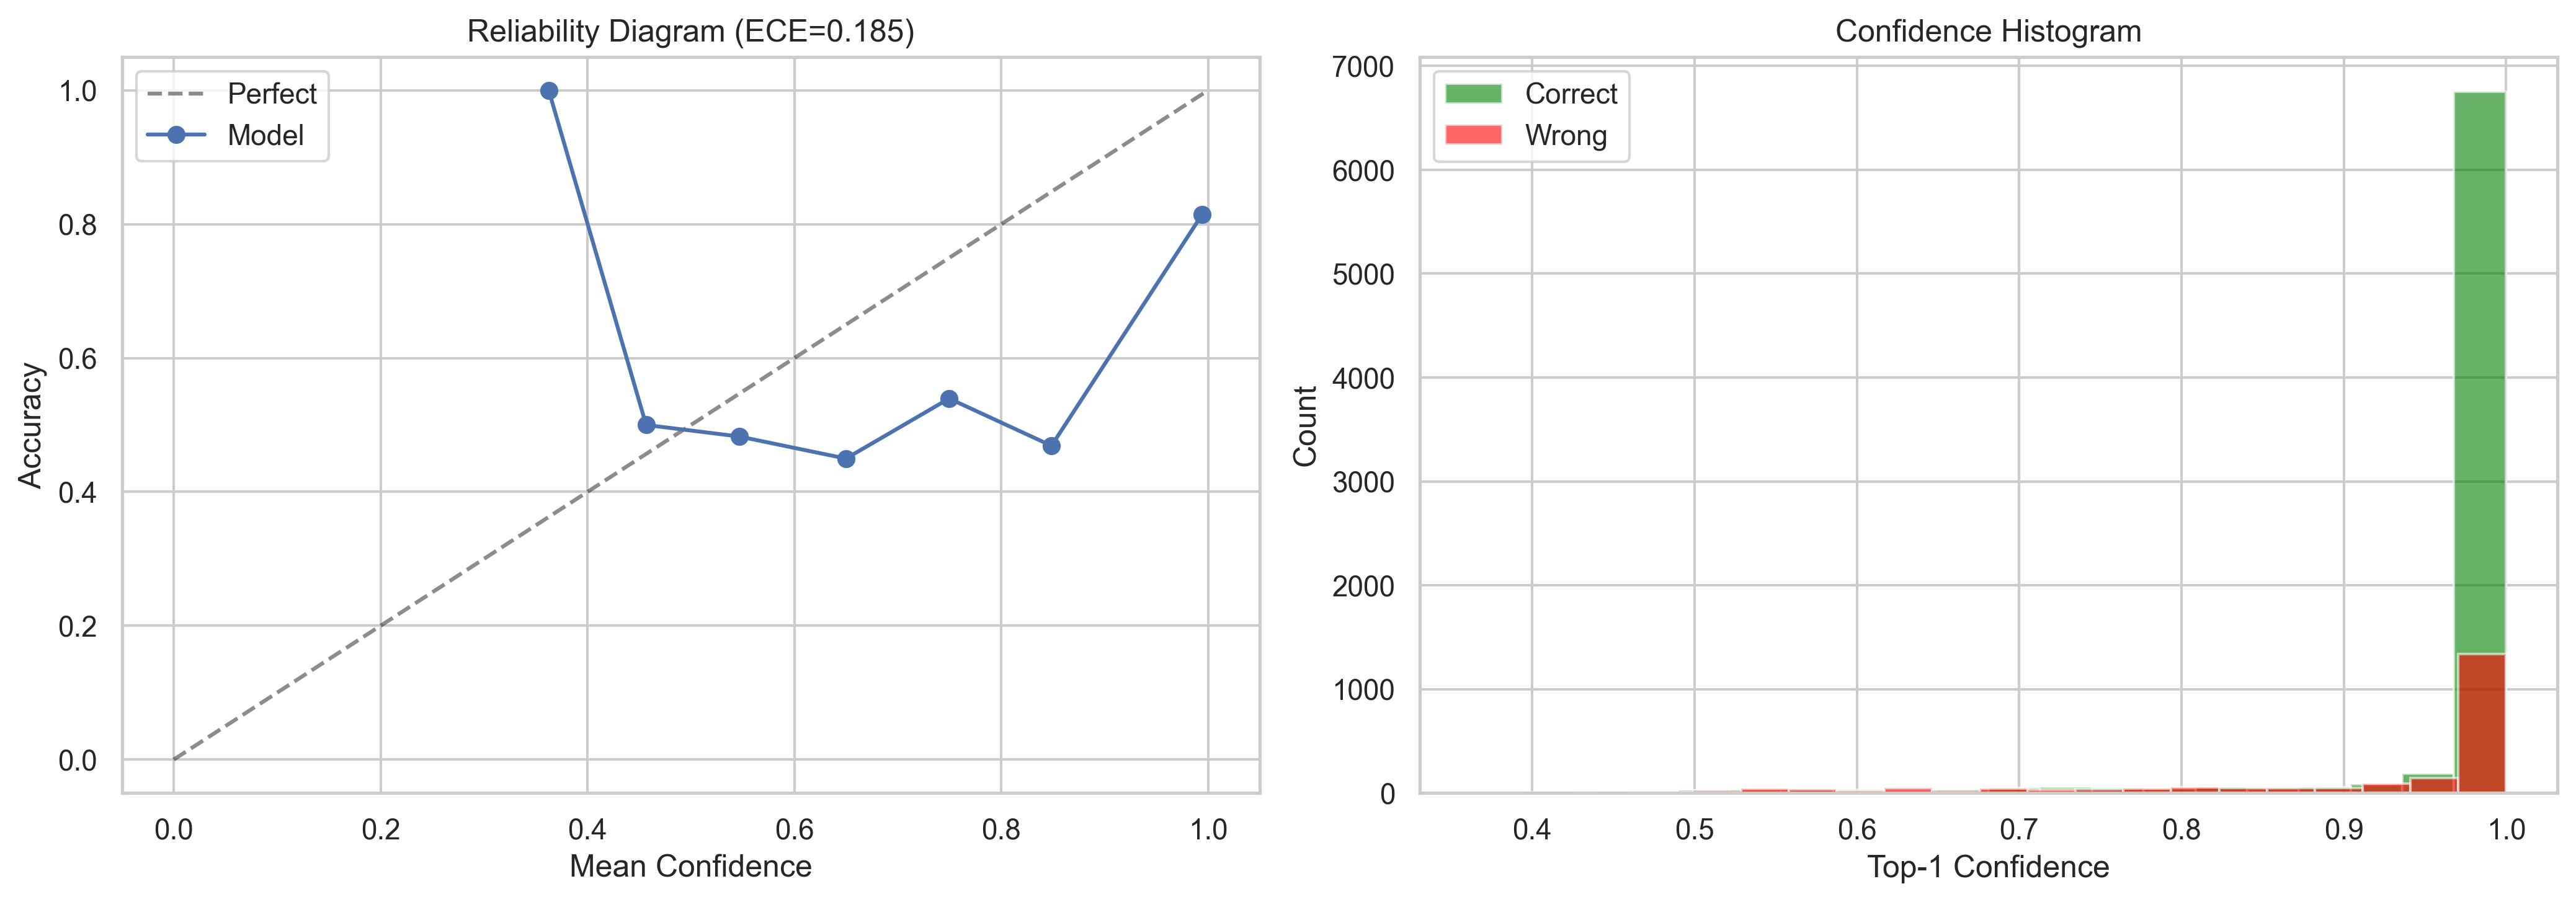 Reliability Diagram (ECE=0.185)
Perfect
Model
Accuracy
1.0
0.8
0.6
0.4
0.2
0.0
0.0 0.2 0.4 0.6 0.8 1.0
Mean Confidence
Confidence Histogram
Correct
Wrong
Count
7000
6000
5000
4000
3000
2000
1000
0
0.4 0.5 0.6 0.7 0.8 0.9 1.0
Top-1 Confidence